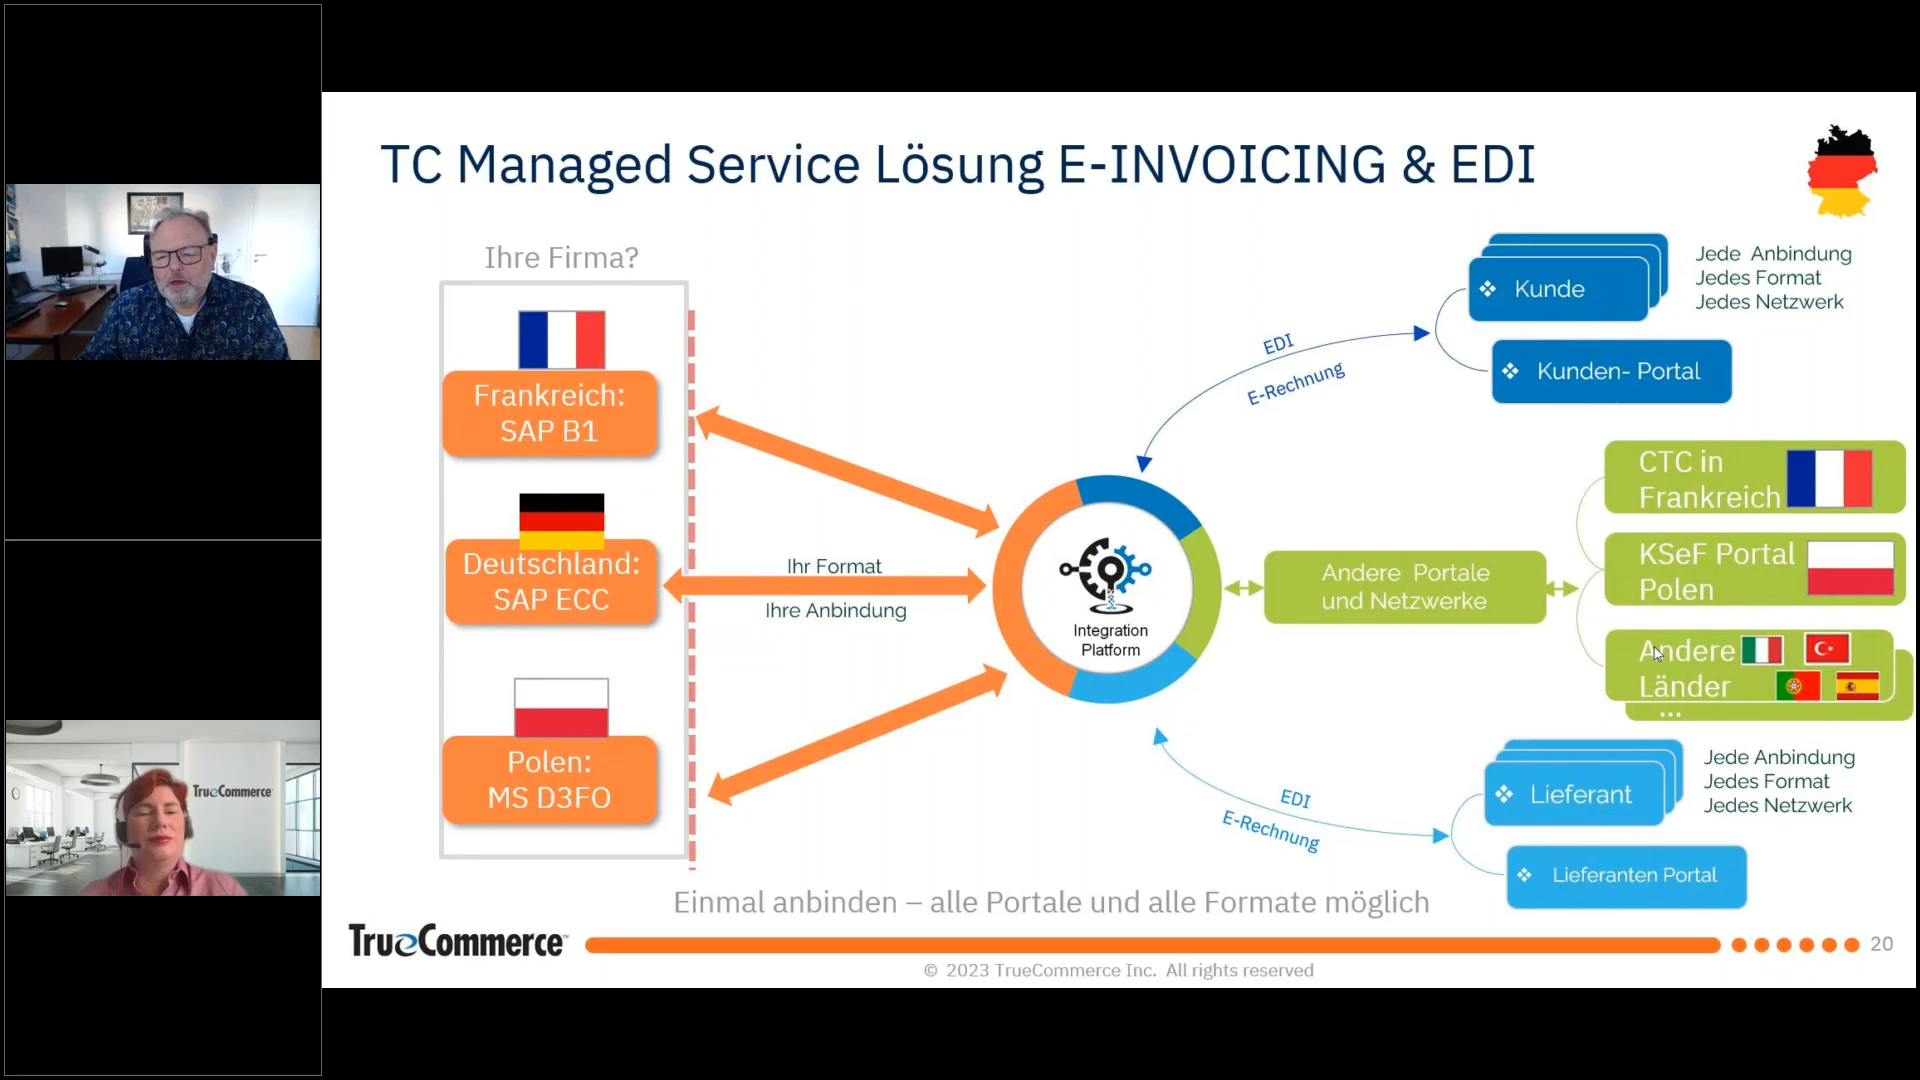 TC Managed Service Lösung E-INVOICING & EDI
Ihre Firma?
Frankreich:
SAP B1
Deutschland:
SAP ECC
Polen:
MS D3FO
Ihr Format
Ihre Anbindung
Integration
Platform
EDI
E-Rechnung
❖ Kunde
❖ Kunden- Portal
Jede Anbindung
Jedes Format
Jedes Netzwerk
Andere Portale
und Netzwerke
CTC in
Frankreich
KSeF Portal
Polen
Andere
Länder
...
EDI
E-Rechnung
❖ Lieferant
❖ Lieferanten Portal
Jede Anbindung
Jedes Format
Jedes Netzwerk
Einmal anbinden – alle Portale und alle Formate möglich
TrueCommerce™
20
© 2023 TrueCommerce Inc. All rights reserved
TrueCommerce